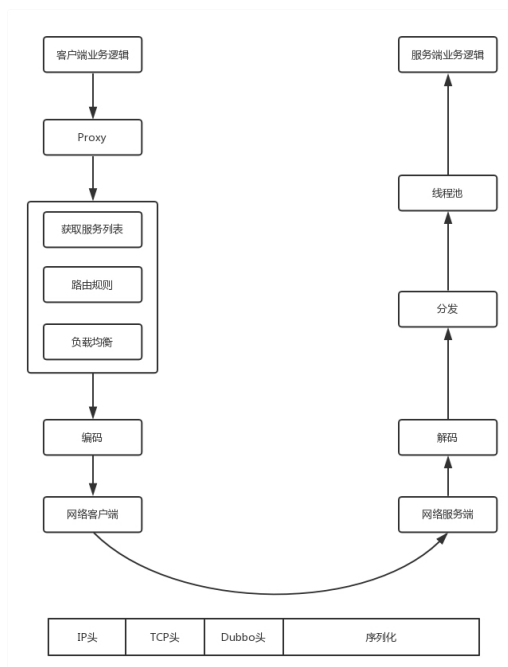 客户端业务逻辑
Proxy
获取服务列表
路由规则
负载均衡
编码
网络客户端
服务端业务逻辑
线程池
分发
解码
网络服务端
IP头 TCP头 Dubbo头 序列化